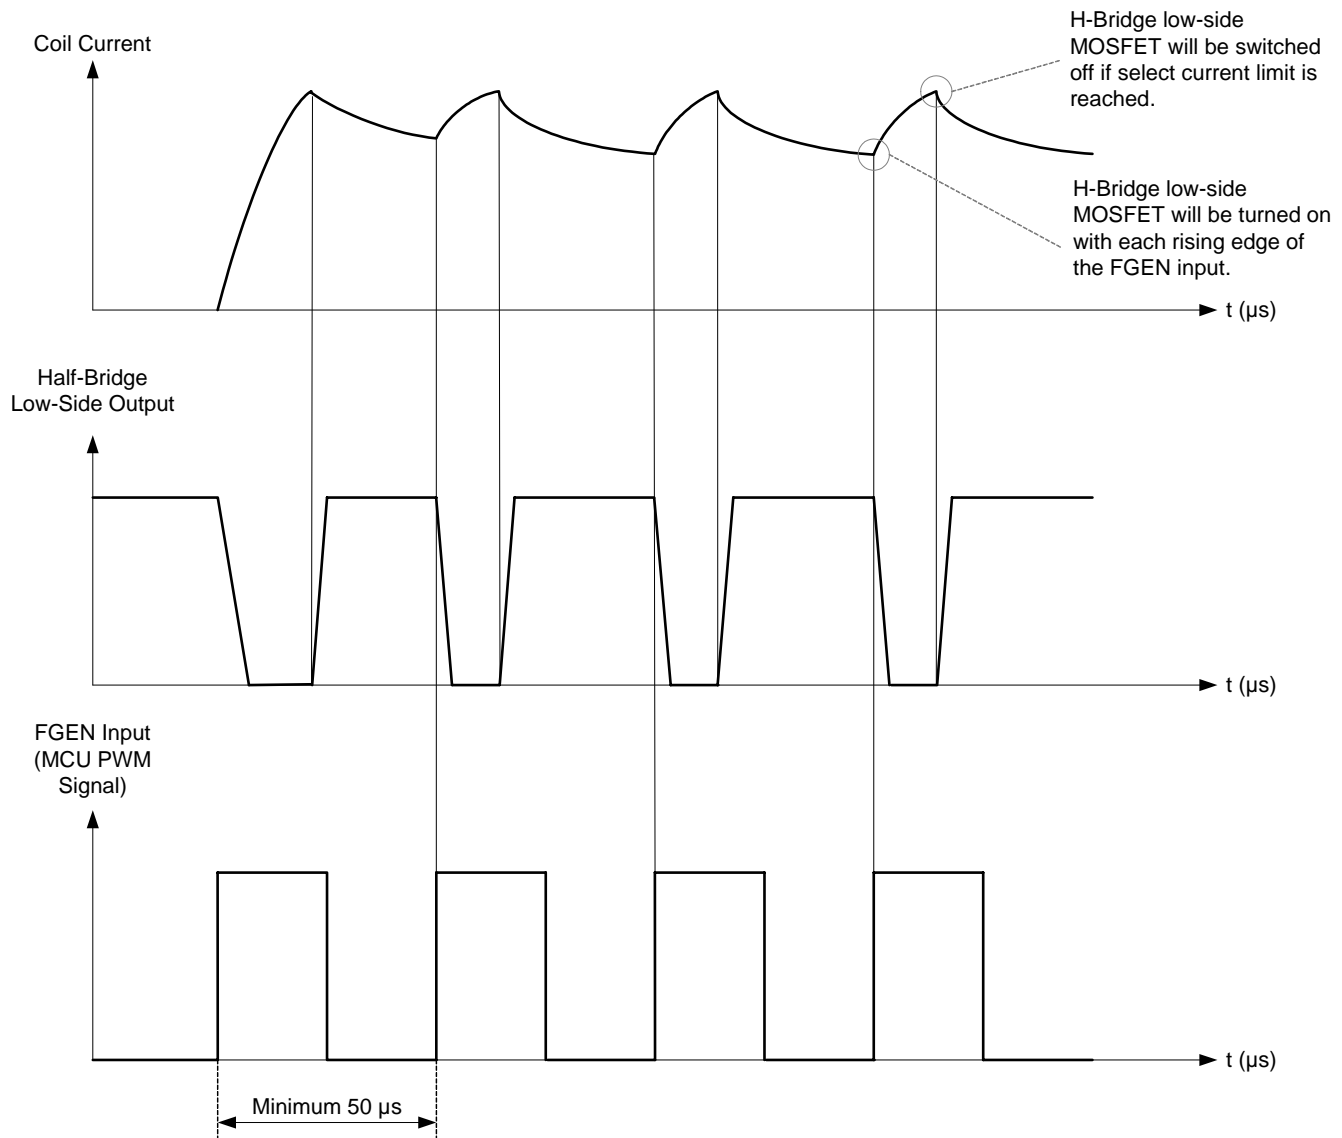 Coil Current
H-Bridge low-side
MOSFET will be switched
off if select current limit is
reached.
H-Bridge low-side
MOSFET will be turned on
with each rising edge of
the FGEN input.
t (µs)
Half-Bridge
Low-Side Output
t (µs)
FGEN Input
(MCU PWM
Signal)
t (µs)
Minimum 50 µs